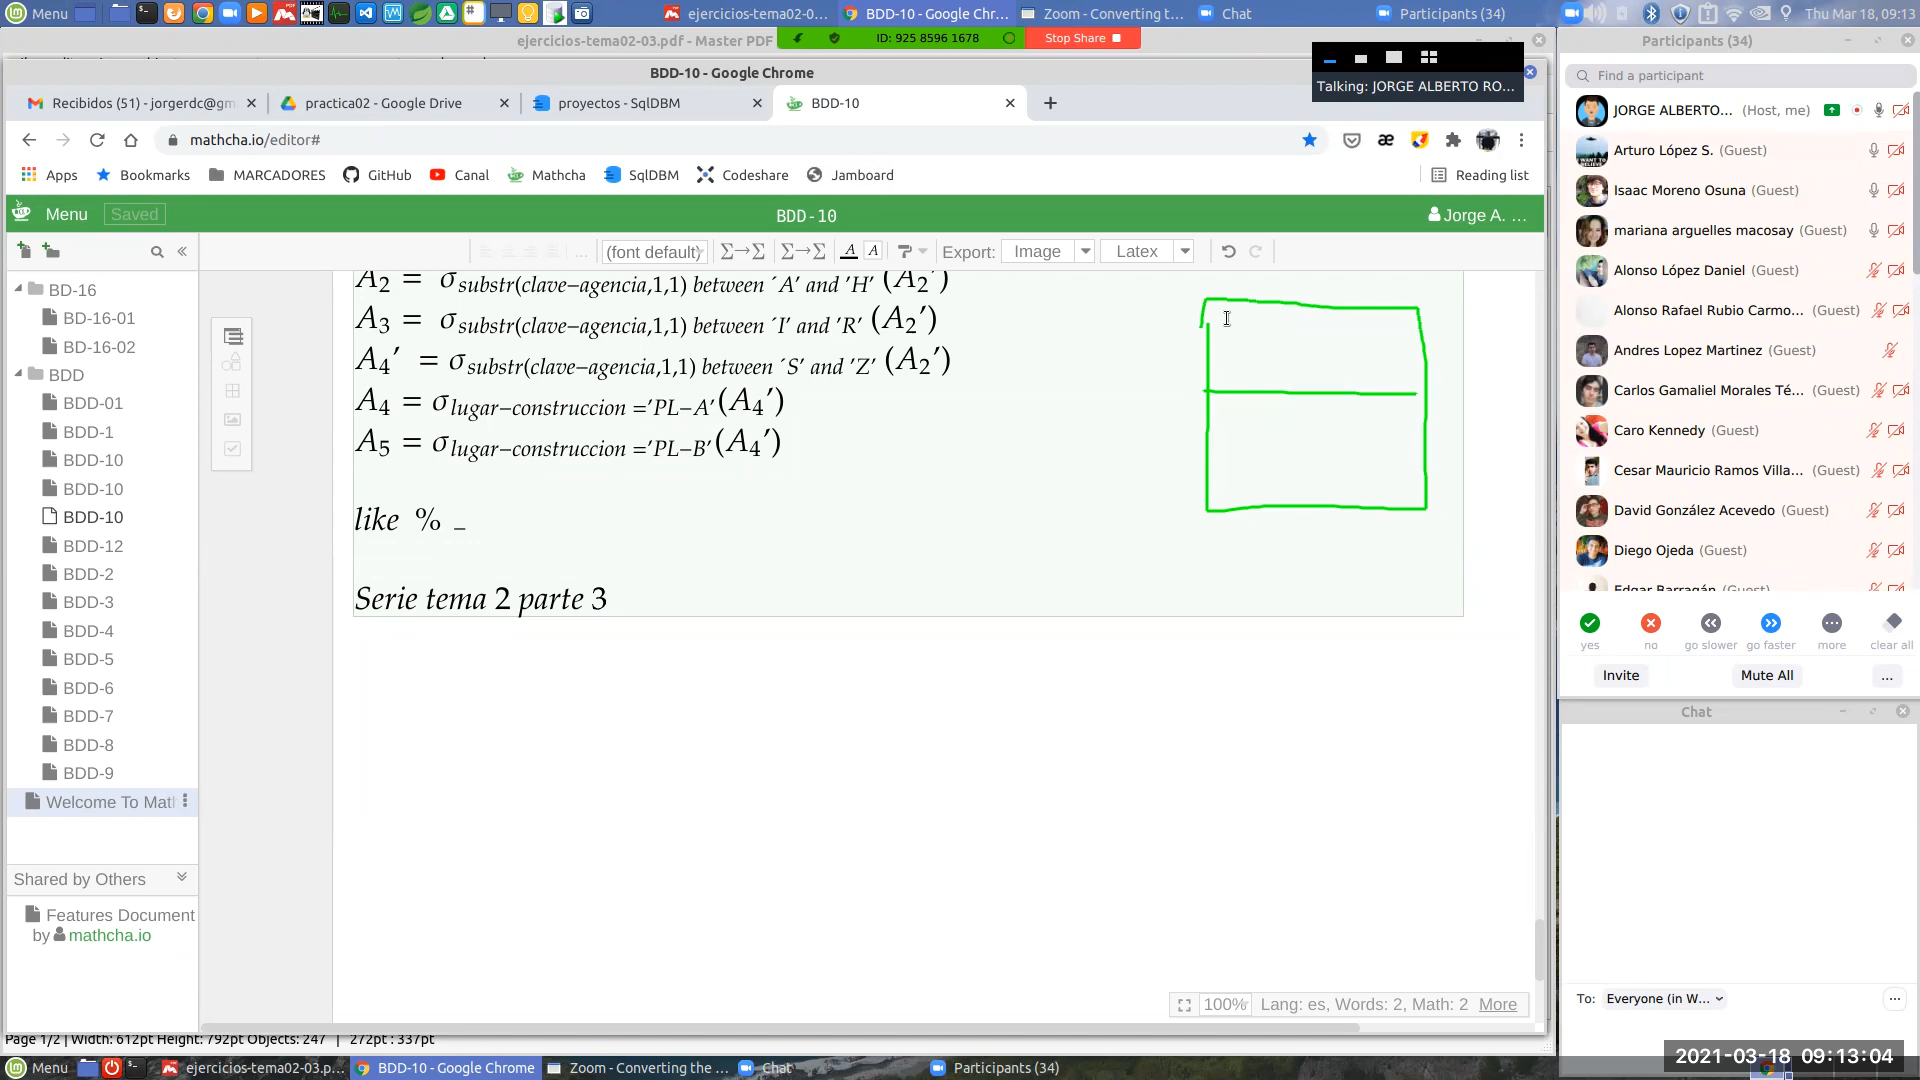 Menu
ejercicios-tema02-0...
BDD-10 - Google Chr...
Zoom - Converting t...
Chat
Participants (34)
Thu Mar 18, 09:13
ejercicios-tema02-03.pdf - Master PDF
ID: 925 8596 1678
Stop Share
BDD-10 - Google Chrome
Talking: JORGE ALBERTO RO...
Recibidos (51) - jorgerdc@gm
practica02 - Google Drive
proyectos - SqlDBM
BDD-10
mathcha.io/editor#
Apps
Bookmarks
MARCADORES
GitHub
Canal
Mathcha
SqlDBM
Codeshare
Jamboard
Reading list
Menu
Saved
BDD-10
Jorge A. ...
(font default)
Σ→Σ
Σ→Σ
A
A
Export:
Image
Latex
BD-16
BD-16-01
BD-16-02
BDD
BDD-01
BDD-1
BDD-10
BDD-10
BDD-10
BDD-12
BDD-2
BDD-3
BDD-4
BDD-5
BDD-6
BDD-7
BDD-8
BDD-9
Welcome To Mat
Shared by Others
Features Document
by mathcha.io
A2 = σsubstr(clave−agencia,1,1) between ´A’ and ’H’ (A2’)
A3 = σsubstr(clave−agencia,1,1) between ´I’ and ’R’ (A2’)
A4’ = σsubstr(clave−agencia,1,1) between ´S’ and ’Z’ (A2’)
A4 = σlugar−construccion =’PL−A’(A4’)
A5 = σlugar−construccion =’PL−B’(A4’)
like % _
Serie tema 2 parte 3
100%
Lang: es, Words: 2, Math: 2 More
Page 1/2 | Width: 612pt Height: 792pt Objects: 247 | 272pt : 337pt
Participants (34)
Find a participant
JORGE ALBERTO... (Host, me)
Arturo López S. (Guest)
Isaac Moreno Osuna (Guest)
mariana arguelles macosay (Guest)
Alonso López Daniel (Guest)
Alonso Rafael Rubio Carmo... (Guest)
Andres Lopez Martinez (Guest)
Carlos Gamaliel Morales Té... (Guest)
Caro Kennedy (Guest)
Cesar Mauricio Ramos Villa... (Guest)
David González Acevedo (Guest)
Diego Ojeda (Guest)
Edgar Barragán (Guest)
yes
no
go slower
go faster
more
clear all
Invite
Mute All
...
Chat
To: Everyone (in W...
Menu
ejercicios-tema02-03.p...
BDD-10 - Google Chrome
Zoom - Converting the ...
Chat
Participants (34)
2021-03-18 09:13:04